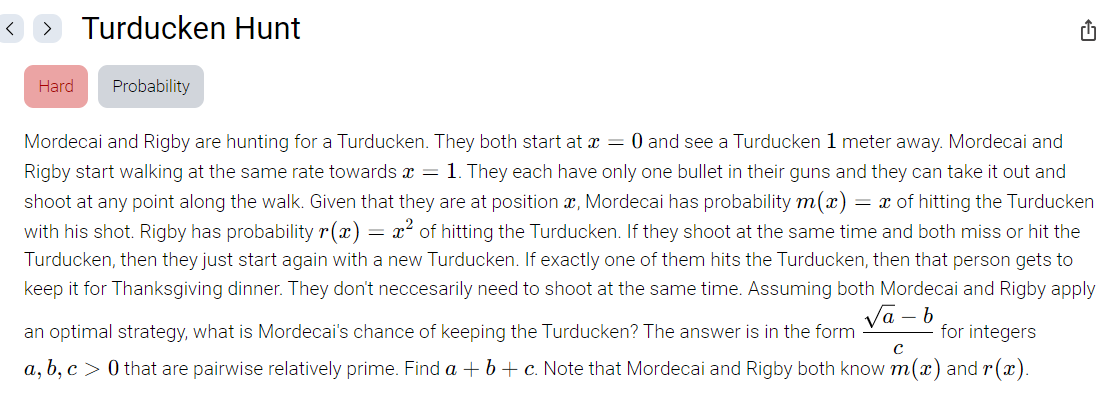 Turducken Hunt
Hard
Probability
Mordecai and Rigby are hunting for a Turducken. They both start at x = 0 and see a Turducken 1 meter away. Mordecai and
Rigby start walking at the same rate towards x = 1. They each have only one bullet in their guns and they can take it out and
shoot at any point along the walk. Given that they are at position x, Mordecai has probability m(x) = x of hitting the Turducken
with his shot. Rigby has probability r(x) = x² of hitting the Turducken. If they shoot at the same time and both miss or hit the
Turducken, then they just start again with a new Turducken. If exactly one of them hits the Turducken, then that person gets to
keep it for Thanksgiving dinner. They don't neccesarily need to shoot at the same time. Assuming both Mordecai and Rigby apply
an optimal strategy, what is Mordecai's chance of keeping the Turducken? The answer is in the form (√a − b)/c for integers
a, b, c > 0 that are pairwise relatively prime. Find a + b + c. Note that Mordecai and Rigby both know m(x) and r(x).